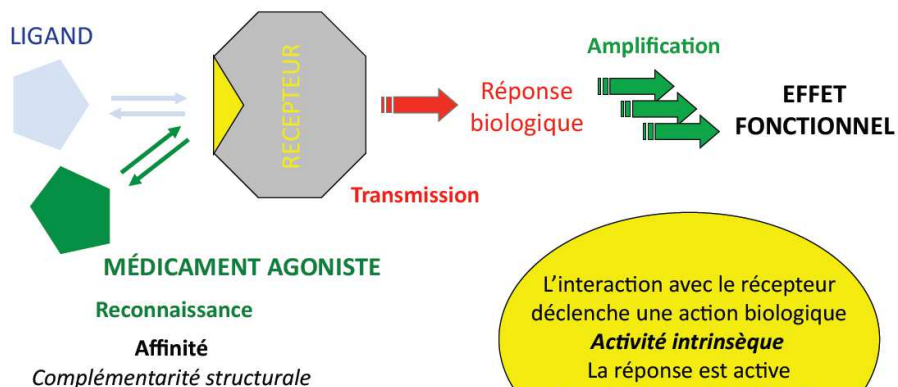 LIGAND
RECEPTEUR
Transmission
Réponse
biologique
Amplification
EFFET
FONCTIONNEL
MÉDICAMENT AGONISTE
Reconnaissance
Affinité
Complémentarité structurale
L’interaction avec le récepteur
déclenche une action biologique
Activité intrinsèque
La réponse est active